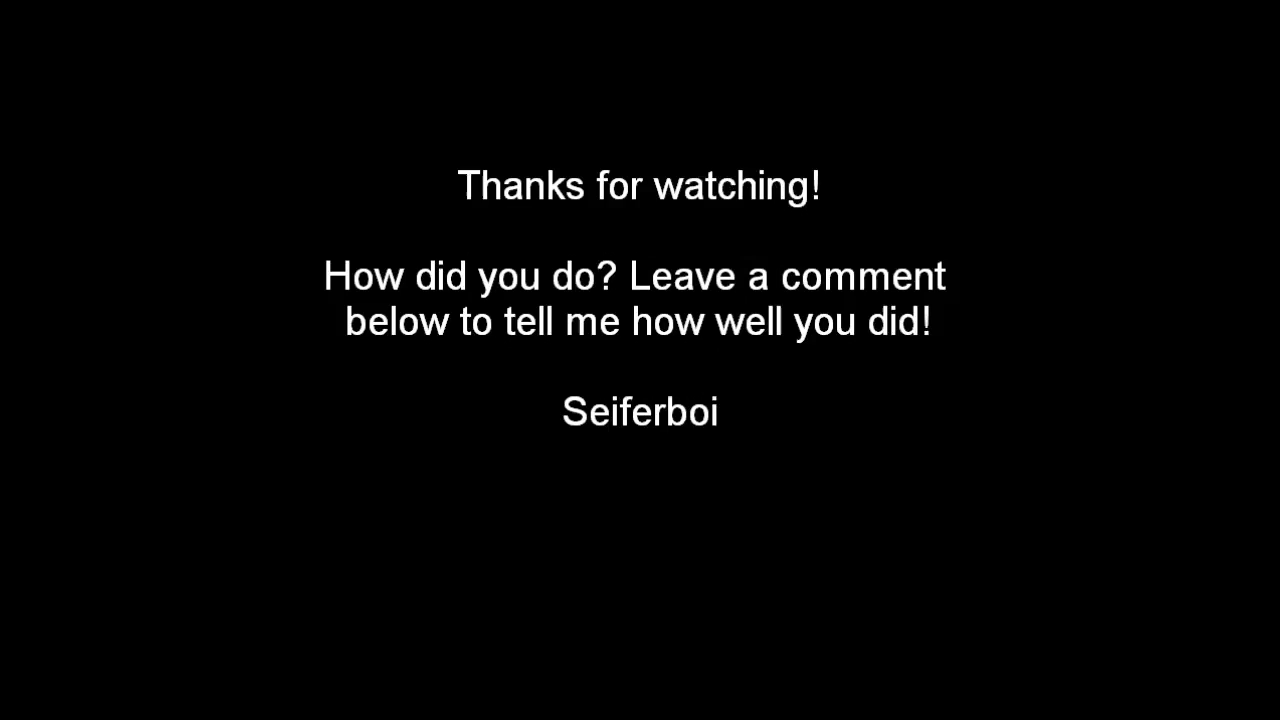 Thanks for watching!
How did you do? Leave a comment
below to tell me how well you did!
Seiferboi